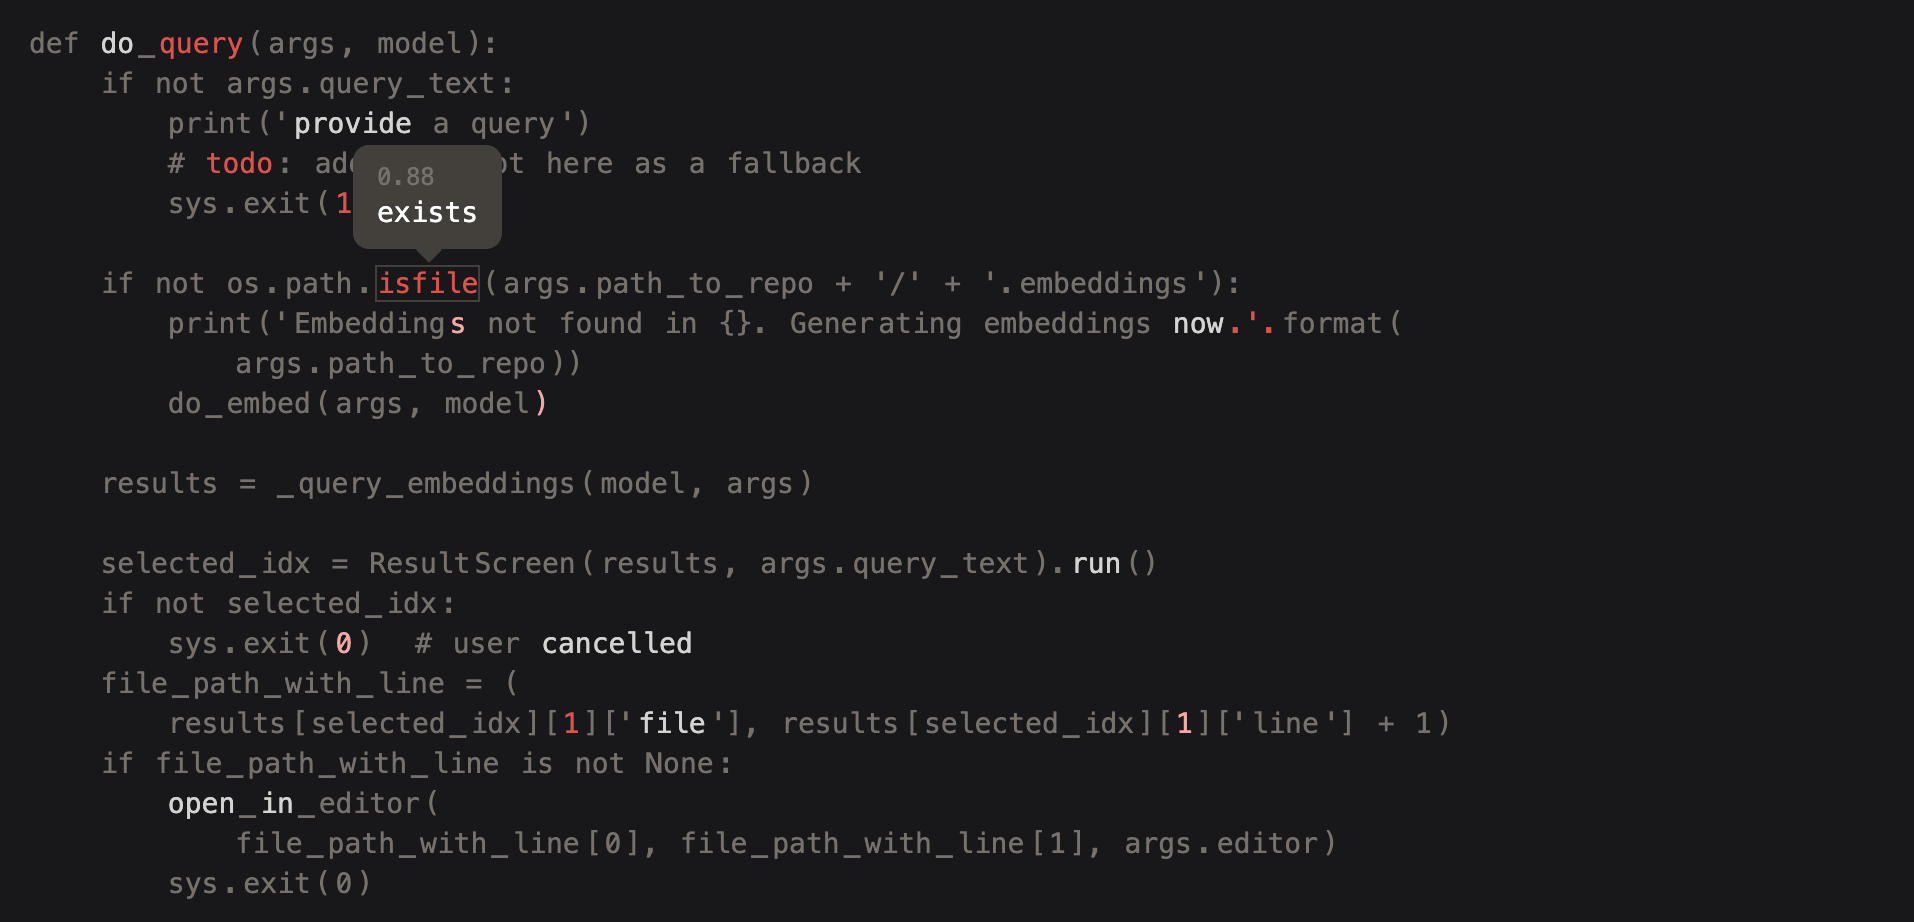 def do_query(args, model):
if not args.query_text:
print('provide a query')
# todo: here as a fallback
sys.exit(1
0.88
exists
if not os.path.isfile(args.path_to_repo + '/' + '.embeddings'):
print('Embeddings not found in {}. Generating embeddings now.'.format(
args.path_to_repo))
do_embed(args, model)
results = _query_embeddings(model, args)
selected_idx = ResultScreen(results, args.query_text).run()
if not selected_idx:
sys.exit(0)  # user cancelled
file_path_with_line = (
results[selected_idx][1]['file'], results[selected_idx][1]['line'] + 1)
if file_path_with_line is not None:
open_in_editor(
file_path_with_line[0], file_path_with_line[1], args.editor)
sys.exit(0)